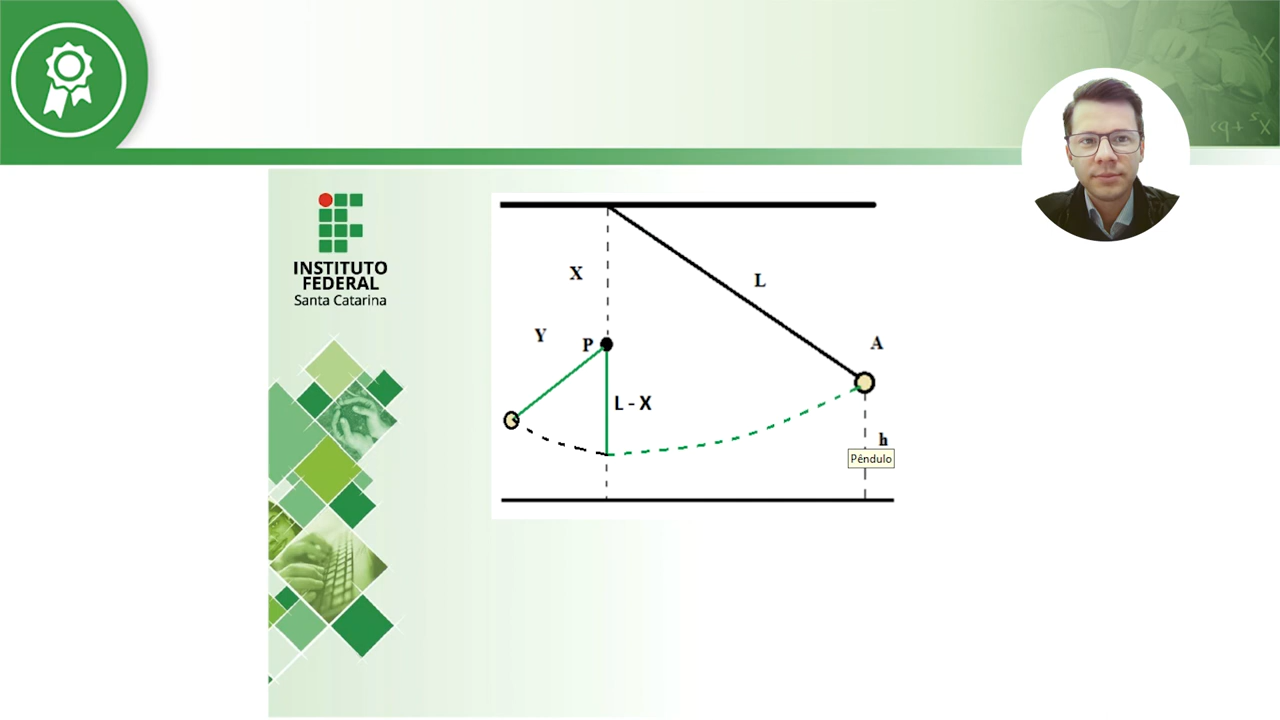 INSTITUTO
FEDERAL
Santa Catarina
X
L
Y
P
A
L - X
h
Pêndulo